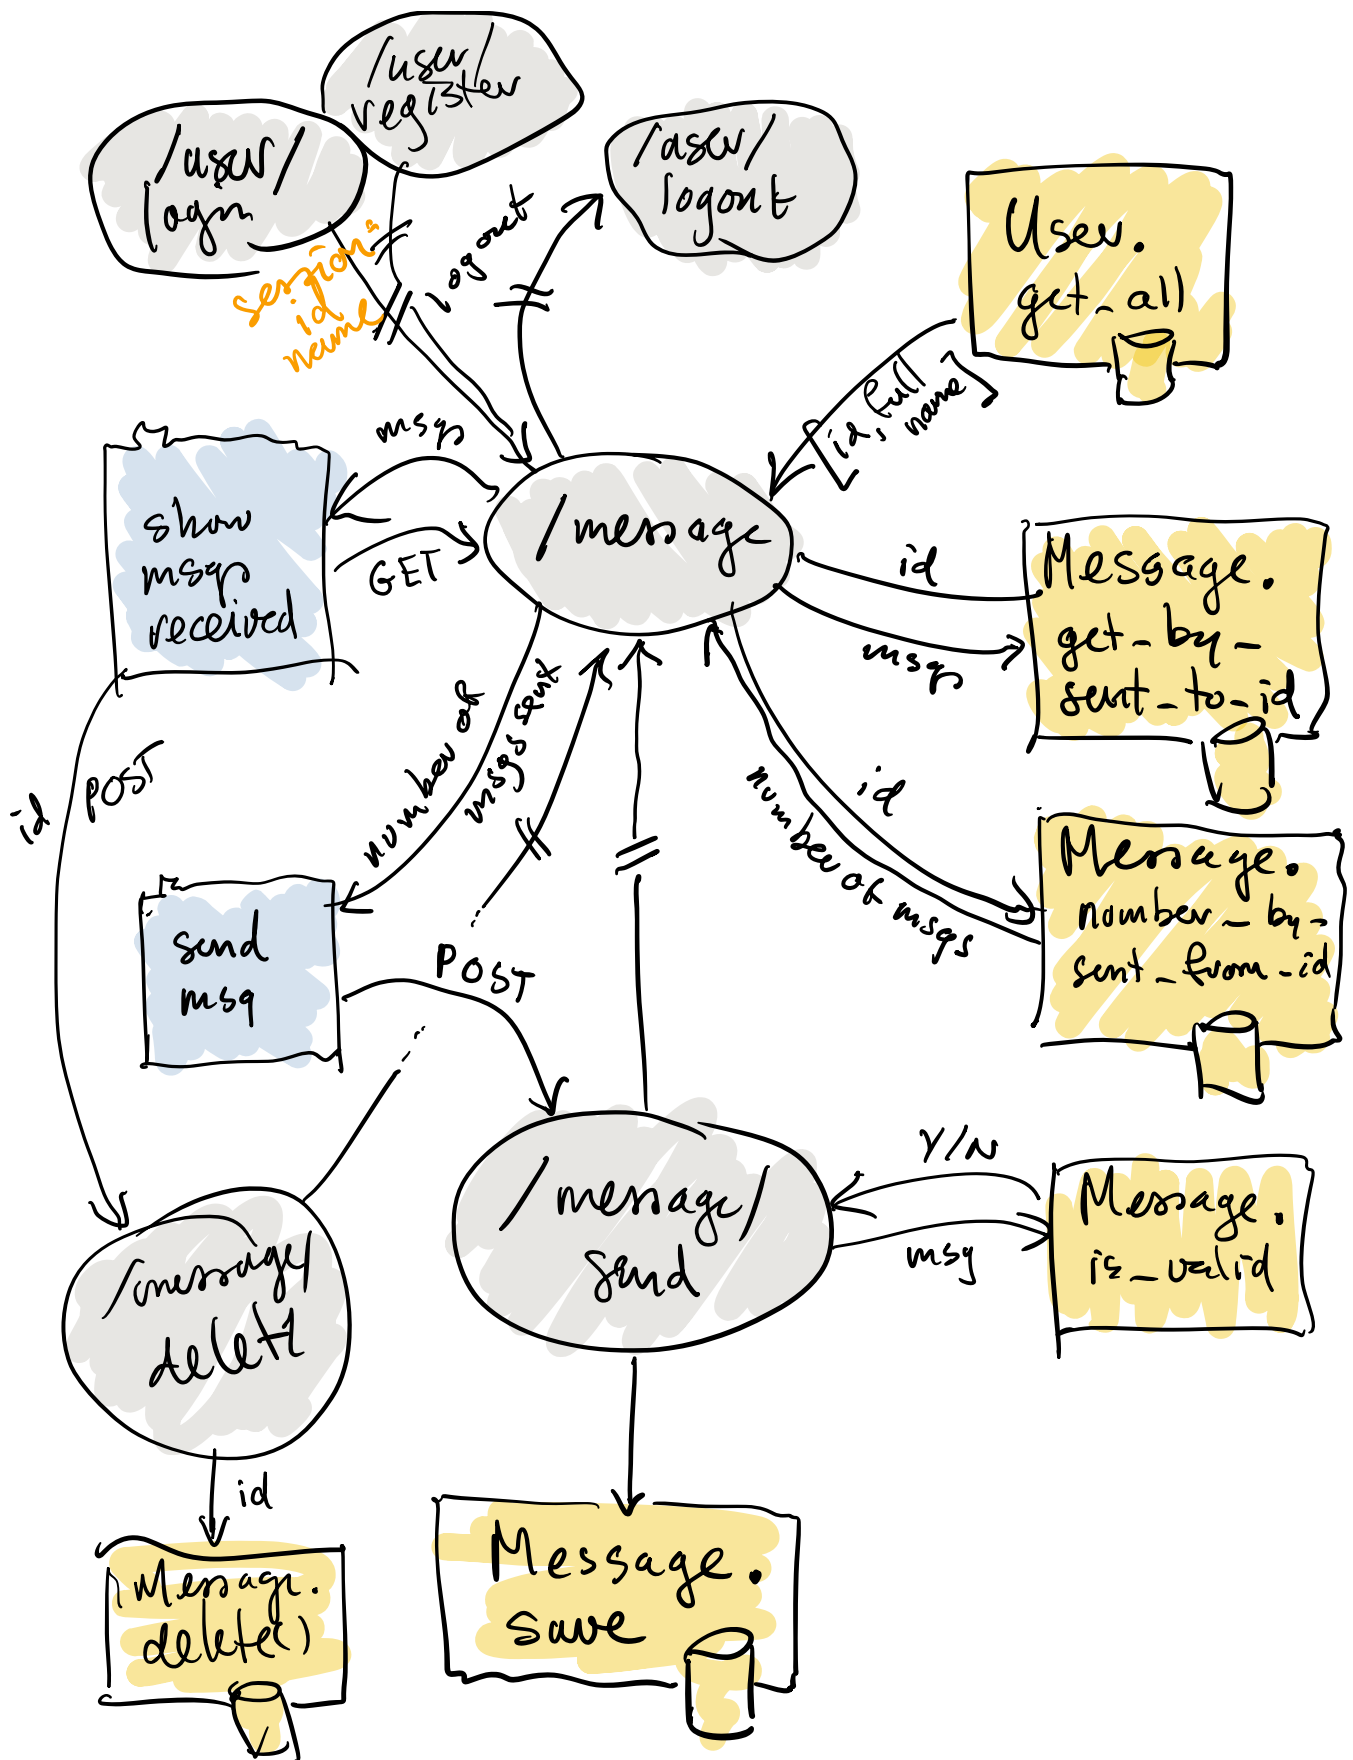 /user/
register
/user/
login
/user/
logout
session:
id
name
logout
User.
get_all
[id, full
name]
msgs
show
msgs
received
GET
/message
id
msgs
Message.
get_by_
sent_to_id
id
POST
number of
msgs sent
id
number of msgs
Message.
number_by_
sent_from_id
send
msg
POST
/message/
send
Y/N
msg
Message.
is_valid
/message/
delete
id
Message.
delete()
Message.
save